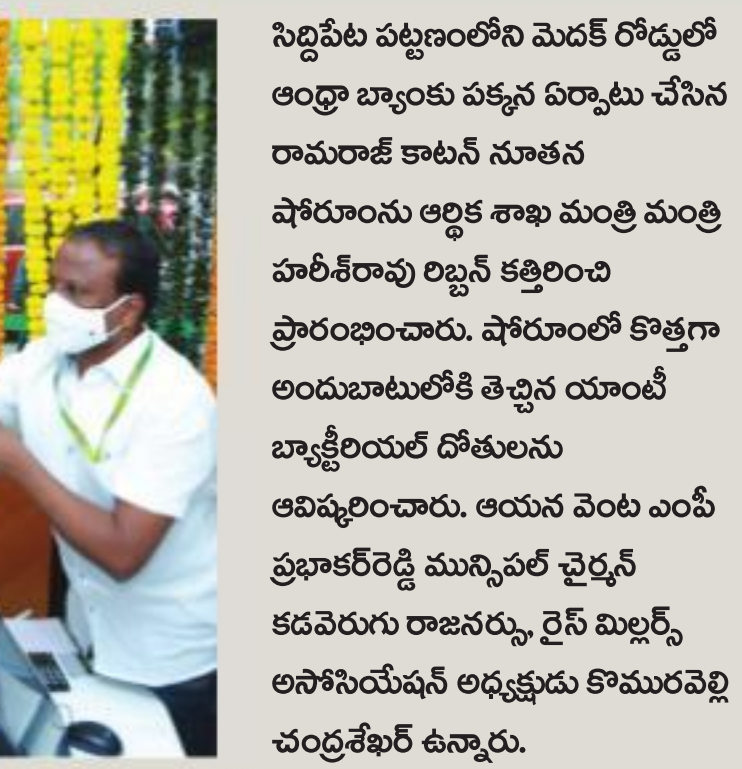 సిద్దిపేట పట్టణంలోని మెదక్ రోడ్డులో
ఆంధ్రా బ్యాంకు పక్కన ఏర్పాటు చేసిన
రామరాజ్ కాటన్ నూతన
షోరూంను ఆర్థిక శాఖ మంత్రి మంత్రి
హరీశ్‌రావు రిబ్బన్ కత్తిరించి
ప్రారంభించారు. షోరూంలో కొత్తగా
అందుబాటులోకి తెచ్చిన యాంటీ
బ్యాక్టీరియల్ దోతులను
ఆవిష్కరించారు. ఆయన వెంట ఎంపీ
ప్రభాకర్‌రెడ్డి మున్సిపల్ చైర్మన్
కడవెరుగు రాజనర్సు, రైస్ మిల్లర్స్
అసోసియేషన్ అధ్యక్షుడు కొమురవెల్లి
చంద్రశేఖర్ ఉన్నారు.